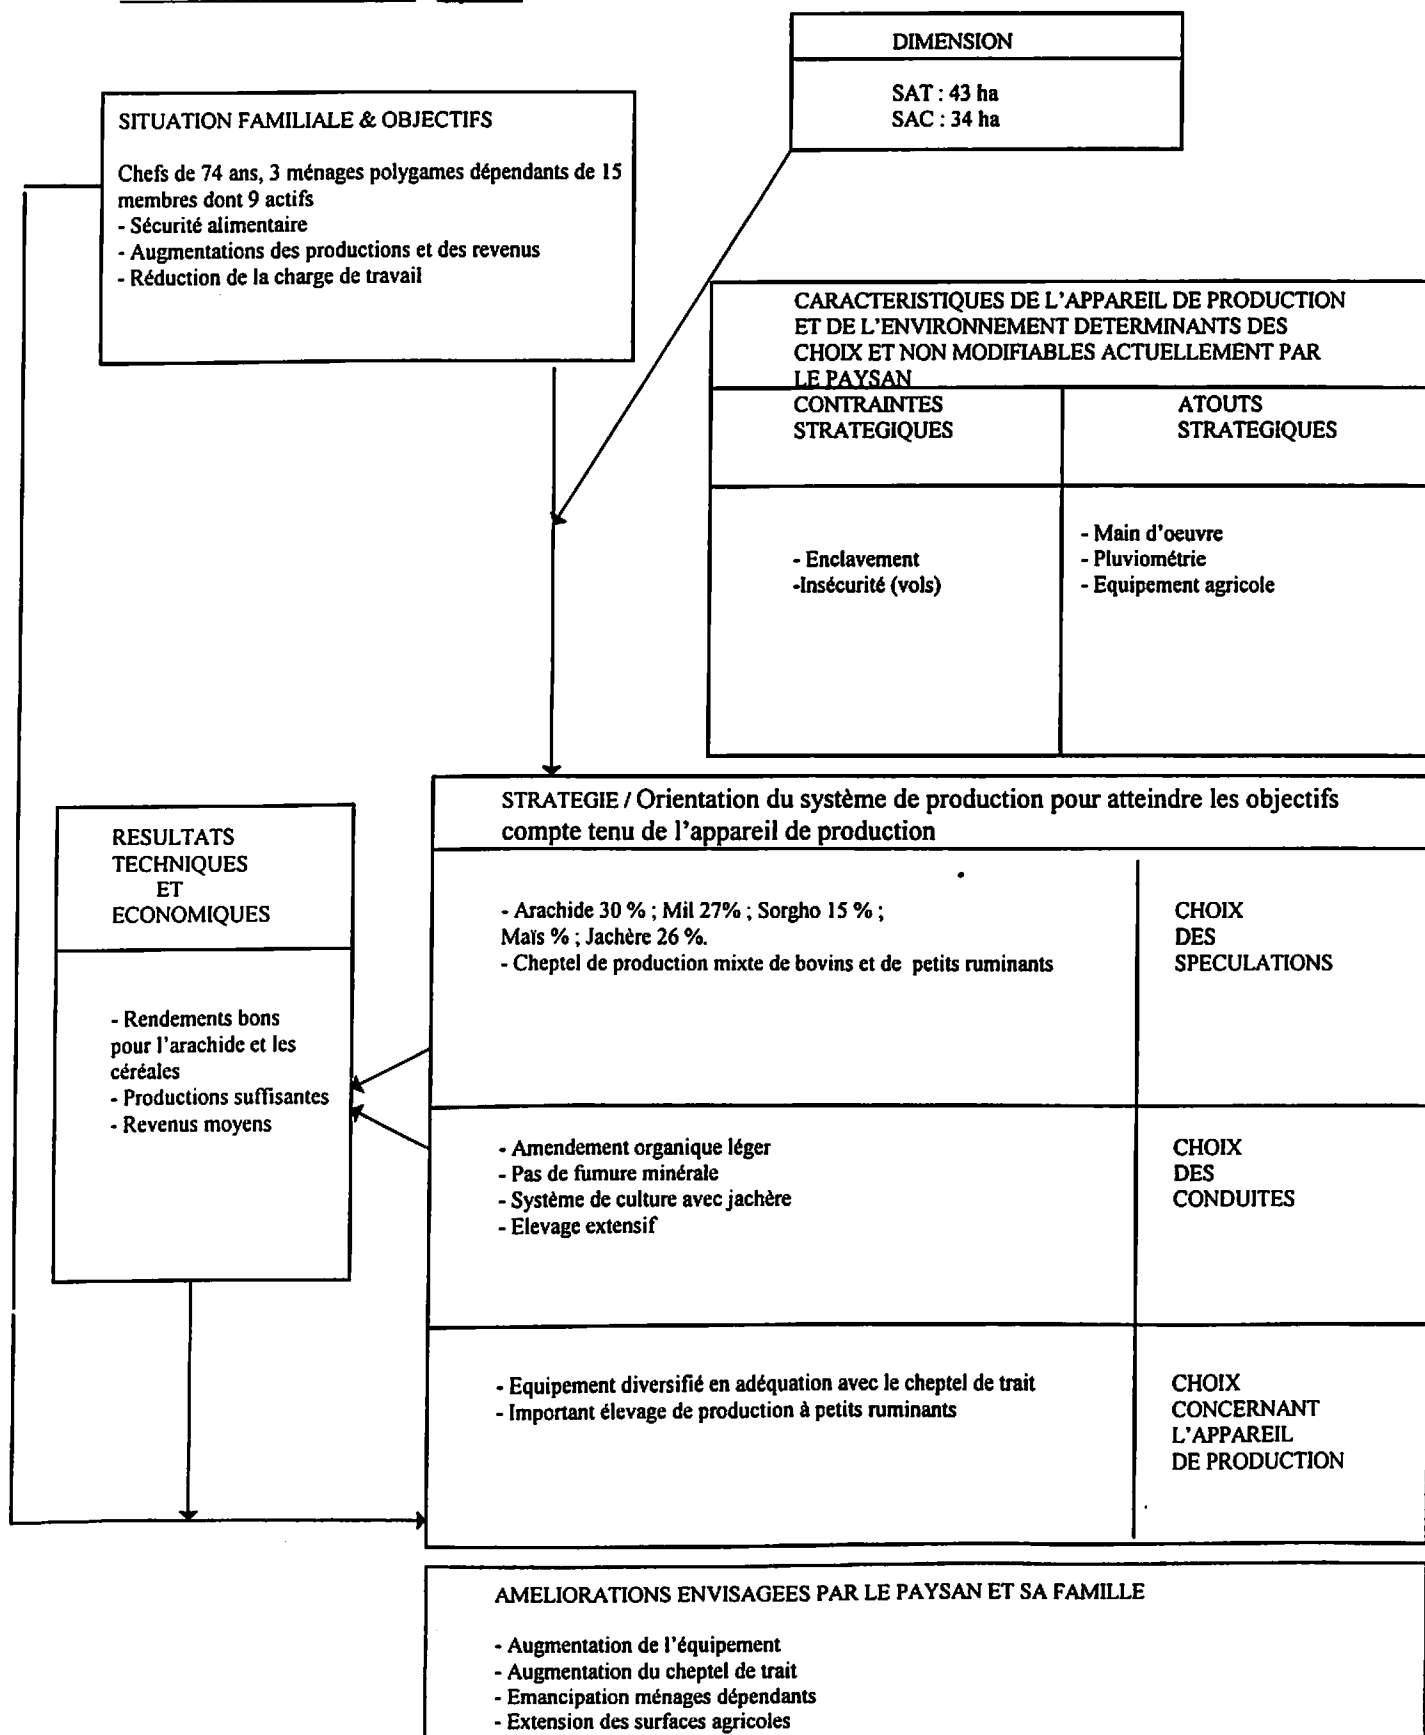 DIMENSION
SAT : 43 ha
SAC : 34 ha
SITUATION FAMILIALE & OBJECTIFS
Chefs de 74 ans, 3 ménages polygames dépendants de 15
membres dont 9 actifs
- Sécurité alimentaire
- Augmentations des productions et des revenus
- Réduction de la charge de travail
CARACTERISTIQUES DE L'APPAREIL DE PRODUCTION
ET DE L'ENVIRONNEMENT DETERMINANTS DES
CHOIX ET NON MODIFIABLES ACTUELLEMENT PAR
LE PAYSAN
CONTRAINTES
STRATEGIQUES
ATOUTS
STRATEGIQUES
- Enclavement
-Insécurité (vols)
- Main d'oeuvre
- Pluviométrie
- Equipement agricole
STRATEGIE / Orientation du système de production pour atteindre les objectifs
compte tenu de l'appareil de production
- Arachide 30 % ; Mil 27% ; Sorgho 15 % ;
Maïs % ; Jachère 26 %.
- Cheptel de production mixte de bovins et de petits ruminants
CHOIX
DES
SPECULATIONS
- Amendement organique léger
- Pas de fumure minérale
- Système de culture avec jachère
- Elevage extensif
CHOIX
DES
CONDUITES
- Equipement diversifié en adéquation avec le cheptel de trait
- Important élevage de production à petits ruminants
CHOIX
CONCERNANT
L'APPAREIL
DE PRODUCTION
RESULTATS
TECHNIQUES
ET
ECONOMIQUES
- Rendements bons
pour l'arachide et les
céréales
- Productions suffisantes
- Revenus moyens
AMELIORATIONS ENVISAGEES PAR LE PAYSAN ET SA FAMILLE
- Augmentation de l'équipement
- Augmentation du cheptel de trait
- Emancipation ménages dépendants
- Extension des surfaces agricoles